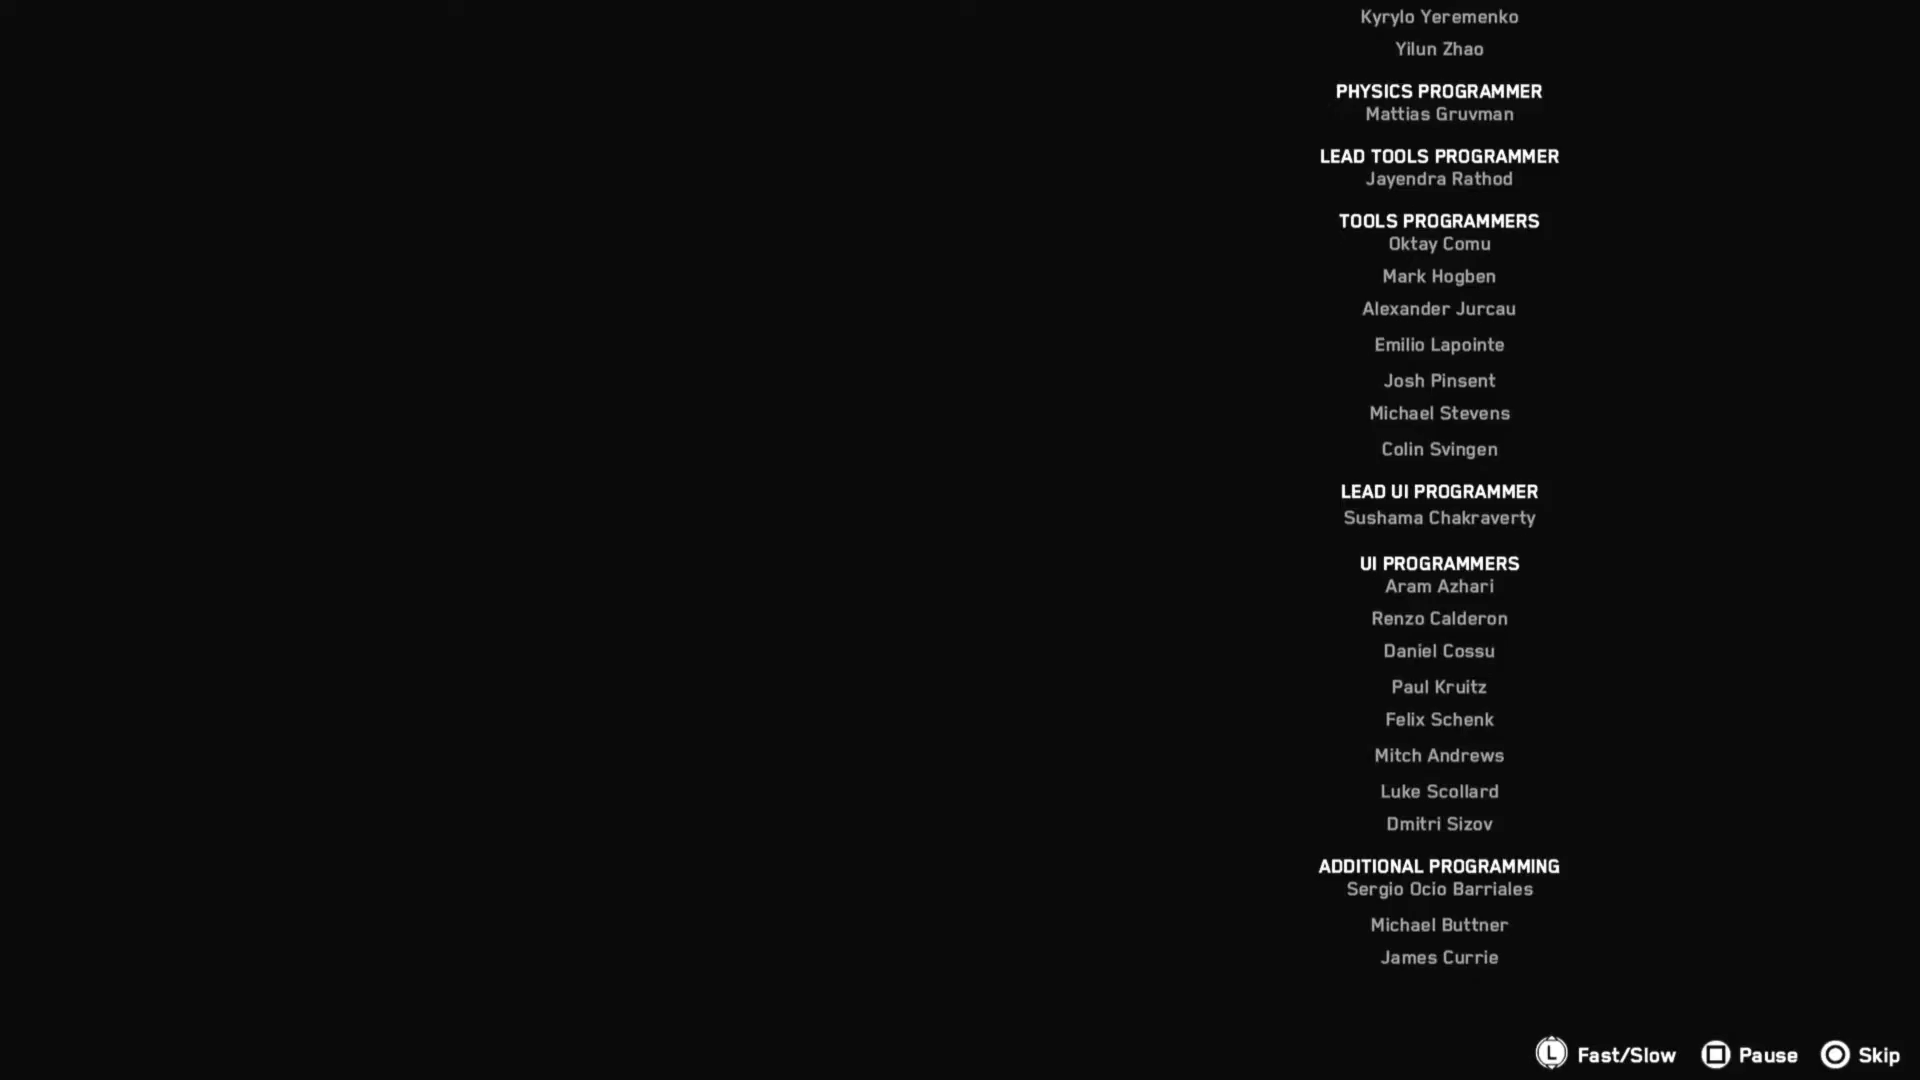 Kyrylo Yeremenko
Yilun Zhao
PHYSICS PROGRAMMER
Mattias Gruvman
LEAD TOOLS PROGRAMMER
Jayendra Rathod
TOOLS PROGRAMMERS
Oktay Comu
Mark Hogben
Alexander Jurcau
Emilio Lapointe
Josh Pinsent
Michael Stevens
Colin Svingen
LEAD UI PROGRAMMER
Sushama Chakraverty
UI PROGRAMMERS
Aram Azhari
Renzo Calderon
Daniel Cossu
Paul Kruitz
Felix Schenk
Mitch Andrews
Luke Scollard
Dmitri Sizov
ADDITIONAL PROGRAMMING
Sergio Ocio Barriales
Michael Buttner
James Currie
L Fast/Slow Pause Skip